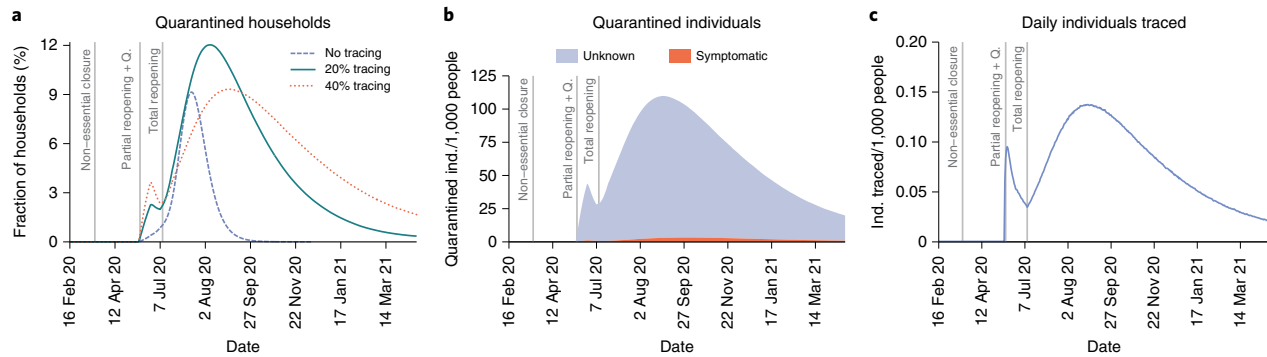 a
Quarantined households
Fraction of households (%)
12
9
6
3
0
Non–essential closure
Partial reopening + Q.
Total reopening
No tracing
20% tracing
40% tracing
16 Feb 20
12 Apr 20
7 Jul 20
2 Aug 20
27 Sep 20
22 Nov 20
17 Jan 21
14 Mar 21
Date
b
Quarantined individuals
Unknown
Symptomatic
Quarantined ind./1,000 people
125
100
75
50
25
0
Non–essential closure
Partial reopening + Q.
Total reopening
16 Feb 20
12 Apr 20
7 Jul 20
2 Aug 20
27 Sep 20
22 Nov 20
17 Jan 21
14 Mar 21
Date
c
Daily individuals traced
Ind. traced/1,000 people
0.20
0.15
0.10
0.05
0
Non–essential closure
Partial reopening + Q.
Total reopening
16 Feb 20
12 Apr 20
7 Jul 20
2 Aug 20
27 Sep 20
22 Nov 20
17 Jan 21
14 Mar 21
Date